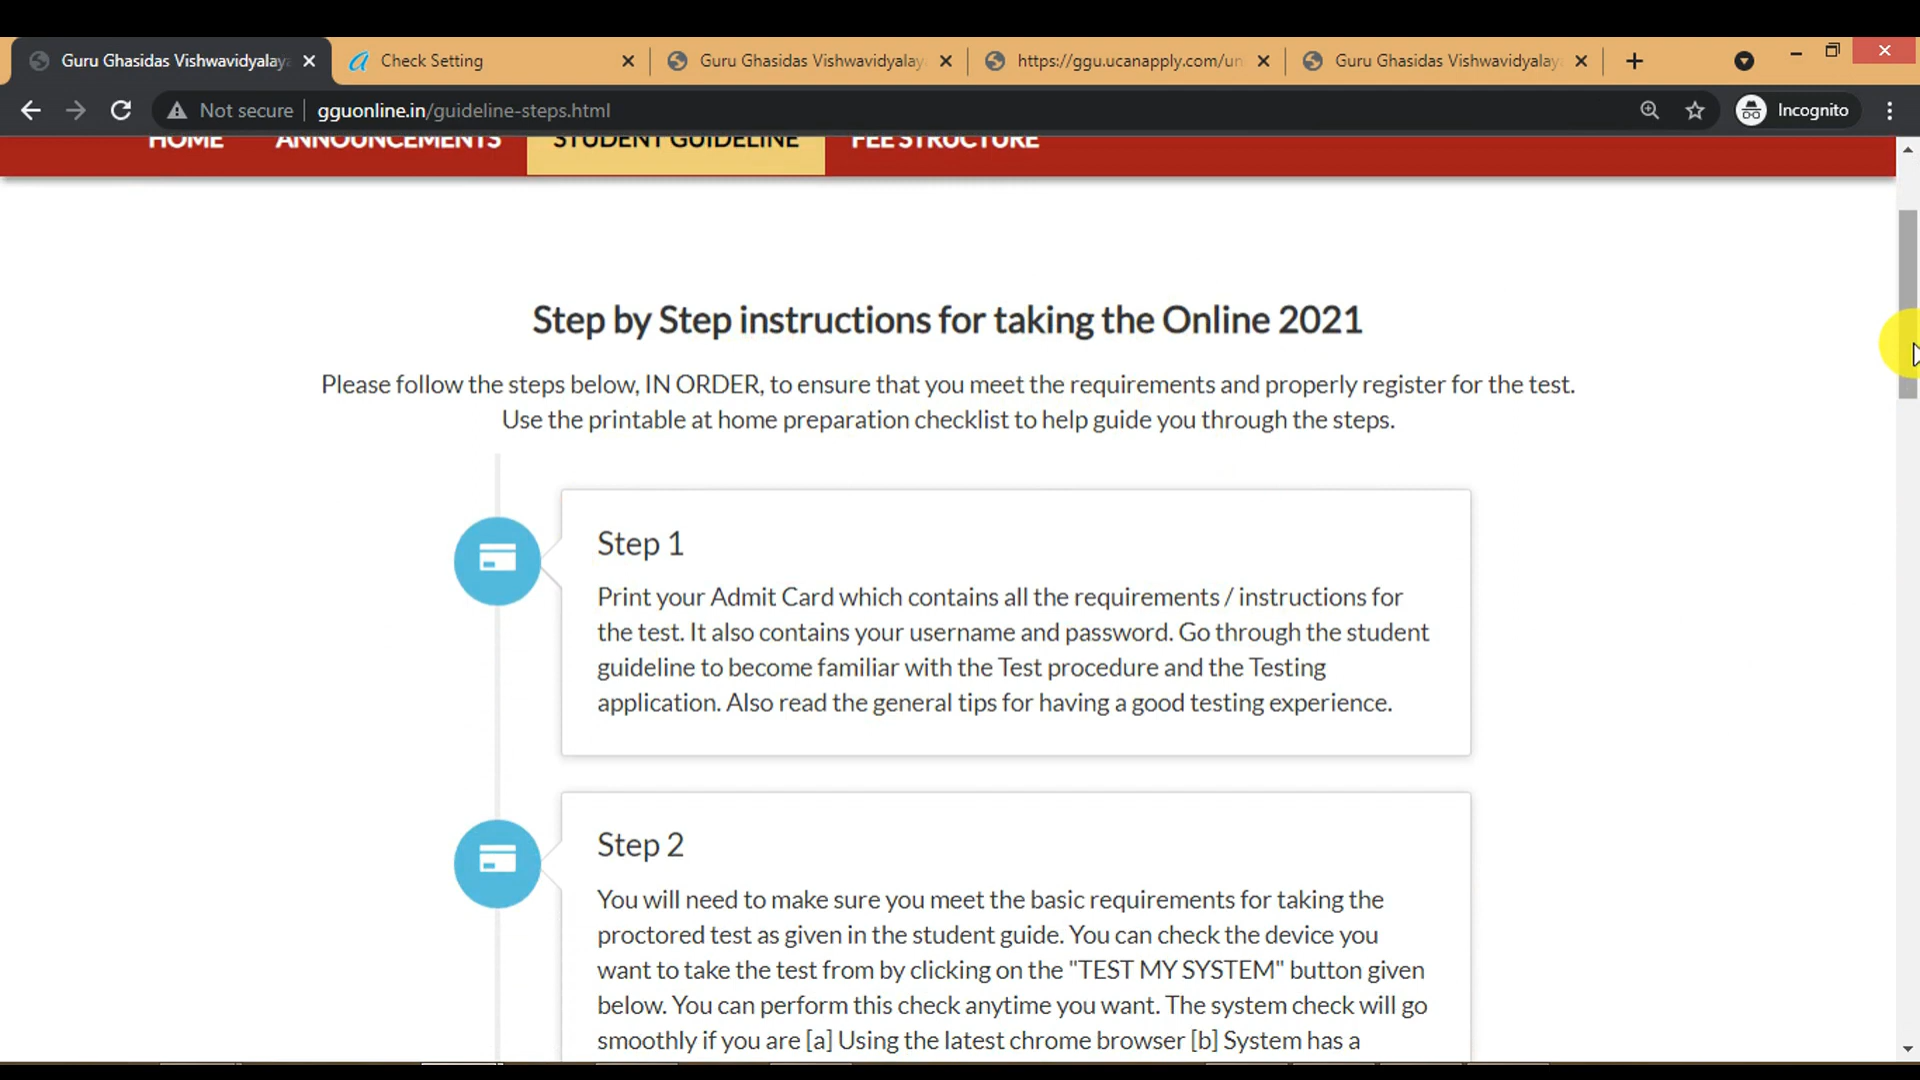 Guru Ghasidas Vishwavidyalay
Check Setting
Guru Ghasidas Vishwavidyalay
https://ggu.ucanapply.com/un
Guru Ghasidas Vishwavidyalay
Not secure
gguonline.in/guideline-steps.html
Incognito
HOME ANNOUNCEMENTS STUDENT GUIDELINE FEE STRUCTURE
Step by Step instructions for taking the Online 2021
Please follow the steps below, IN ORDER, to ensure that you meet the requirements and properly register for the test.
Use the printable at home preparation checklist to help guide you through the steps.
Step 1
Print your Admit Card which contains all the requirements / instructions for
the test. It also contains your username and password. Go through the student
guideline to become familiar with the Test procedure and the Testing
application. Also read the general tips for having a good testing experience.
Step 2
You will need to make sure you meet the basic requirements for taking the
proctored test as given in the student guide. You can check the device you
want to take the test from by clicking on the "TEST MY SYSTEM" button given
below. You can perform this check anytime you want. The system check will go
smoothly if you are [a] Using the latest chrome browser [b] System has a